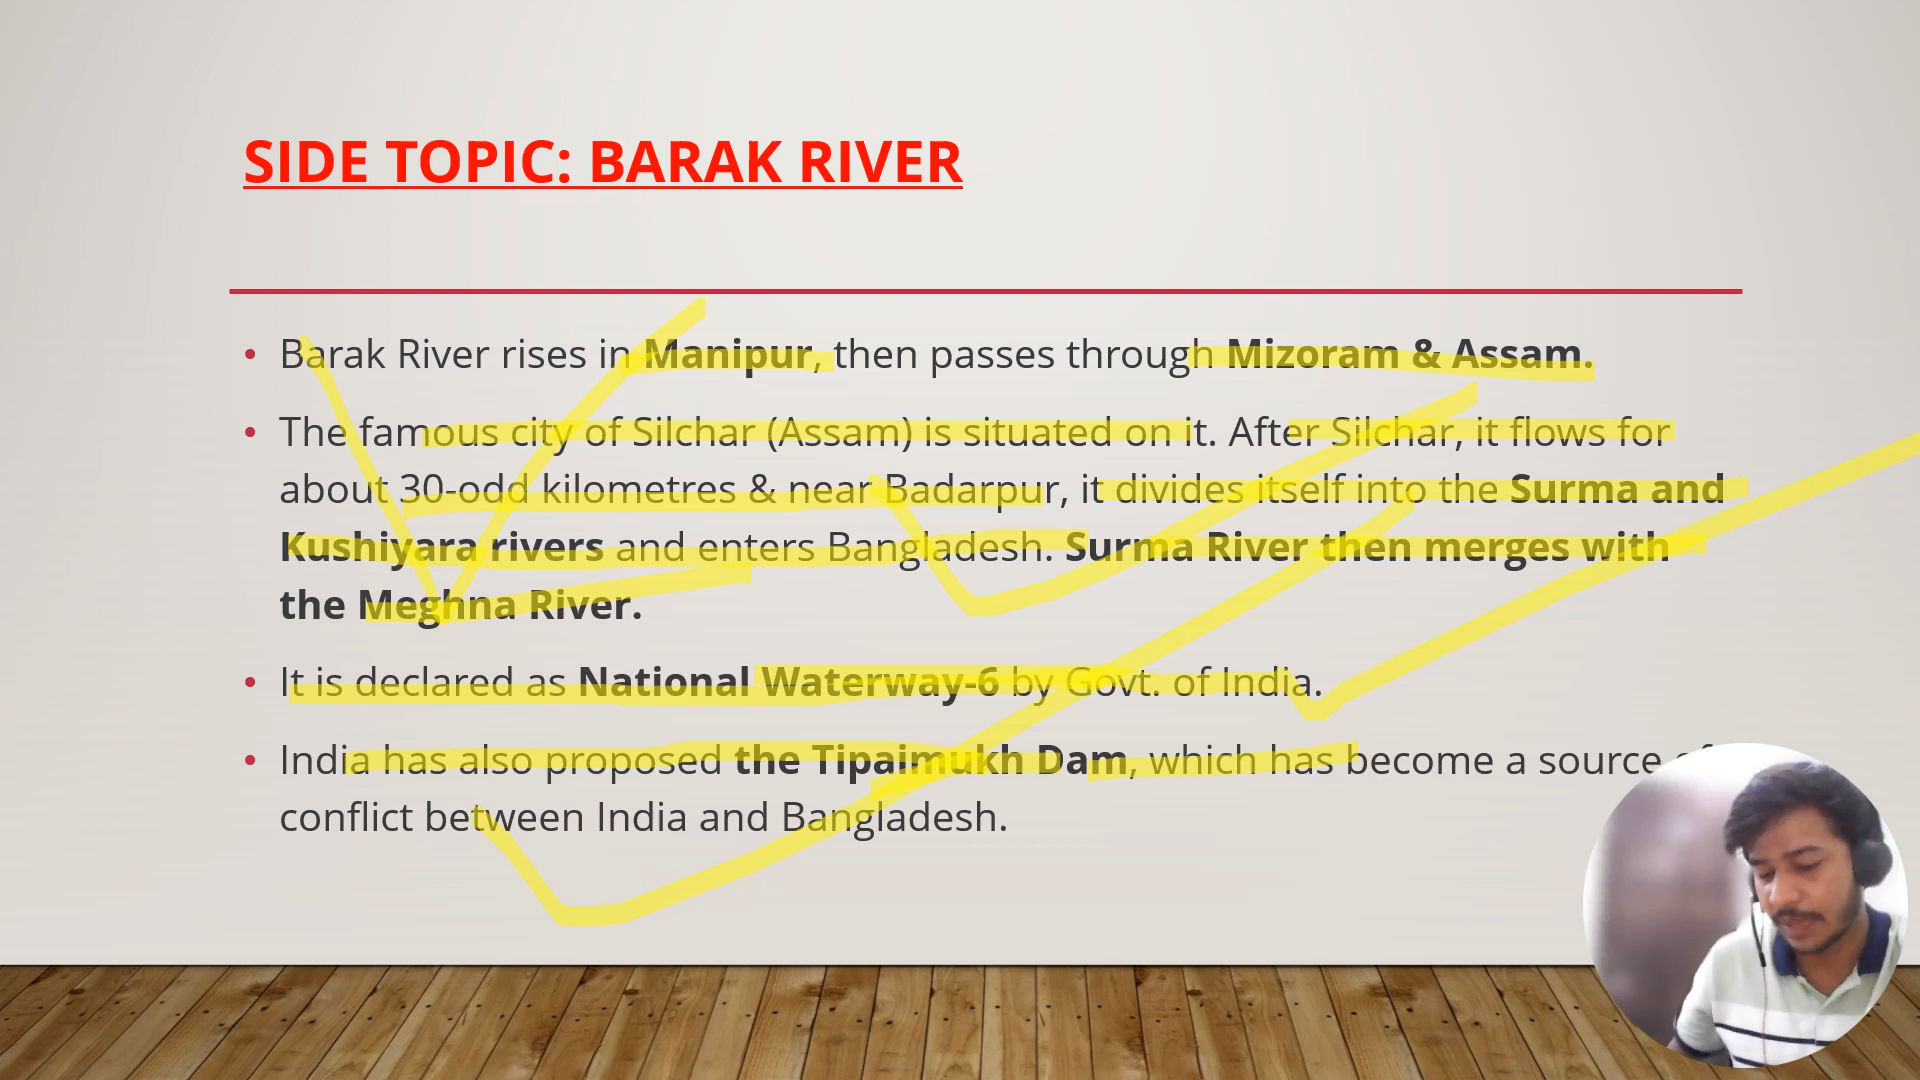 SIDE TOPIC: BARAK RIVER
• Barak River rises in Manipur, then passes through Mizoram & Assam.
• The famous city of Silchar (Assam) is situated on it. After Silchar, it flows for
about 30-odd kilometres & near Badarpur, it divides itself into the Surma and
Kushiyara rivers and enters Bangladesh. Surma River then merges with
the Meghna River.
• It is declared as National Waterway-6 by Govt. of India.
• India has also proposed the Tipaimukh Dam, which has become a source of
conflict between India and Bangladesh.